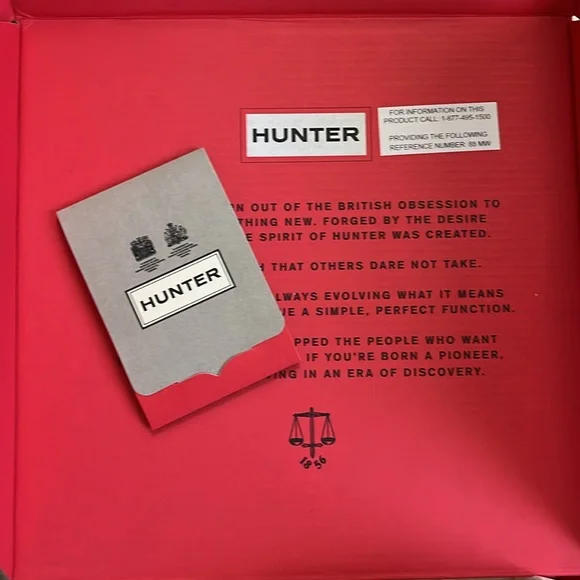 HUNTER
FOR INFORMATION ON THIS
PRODUCT CALL: 1-877-495-1500
PROVIDING THE FOLLOWING
REFERENCE NUMBER: 88 MW
OUT OF THE BRITISH OBSESSION TO
THING NEW. FORGED BY THE DESIRE
SPIRIT OF HUNTER WAS CREATED.
THAT OTHERS DARE NOT TAKE.
LWAYS EVOLVING WHAT IT MEANS
A SIMPLE, PERFECT FUNCTION.
PPED THE PEOPLE WHO WANT
IF YOU'RE BORN A PIONEER,
ING IN AN ERA OF DISCOVERY.
1856
HUNTER